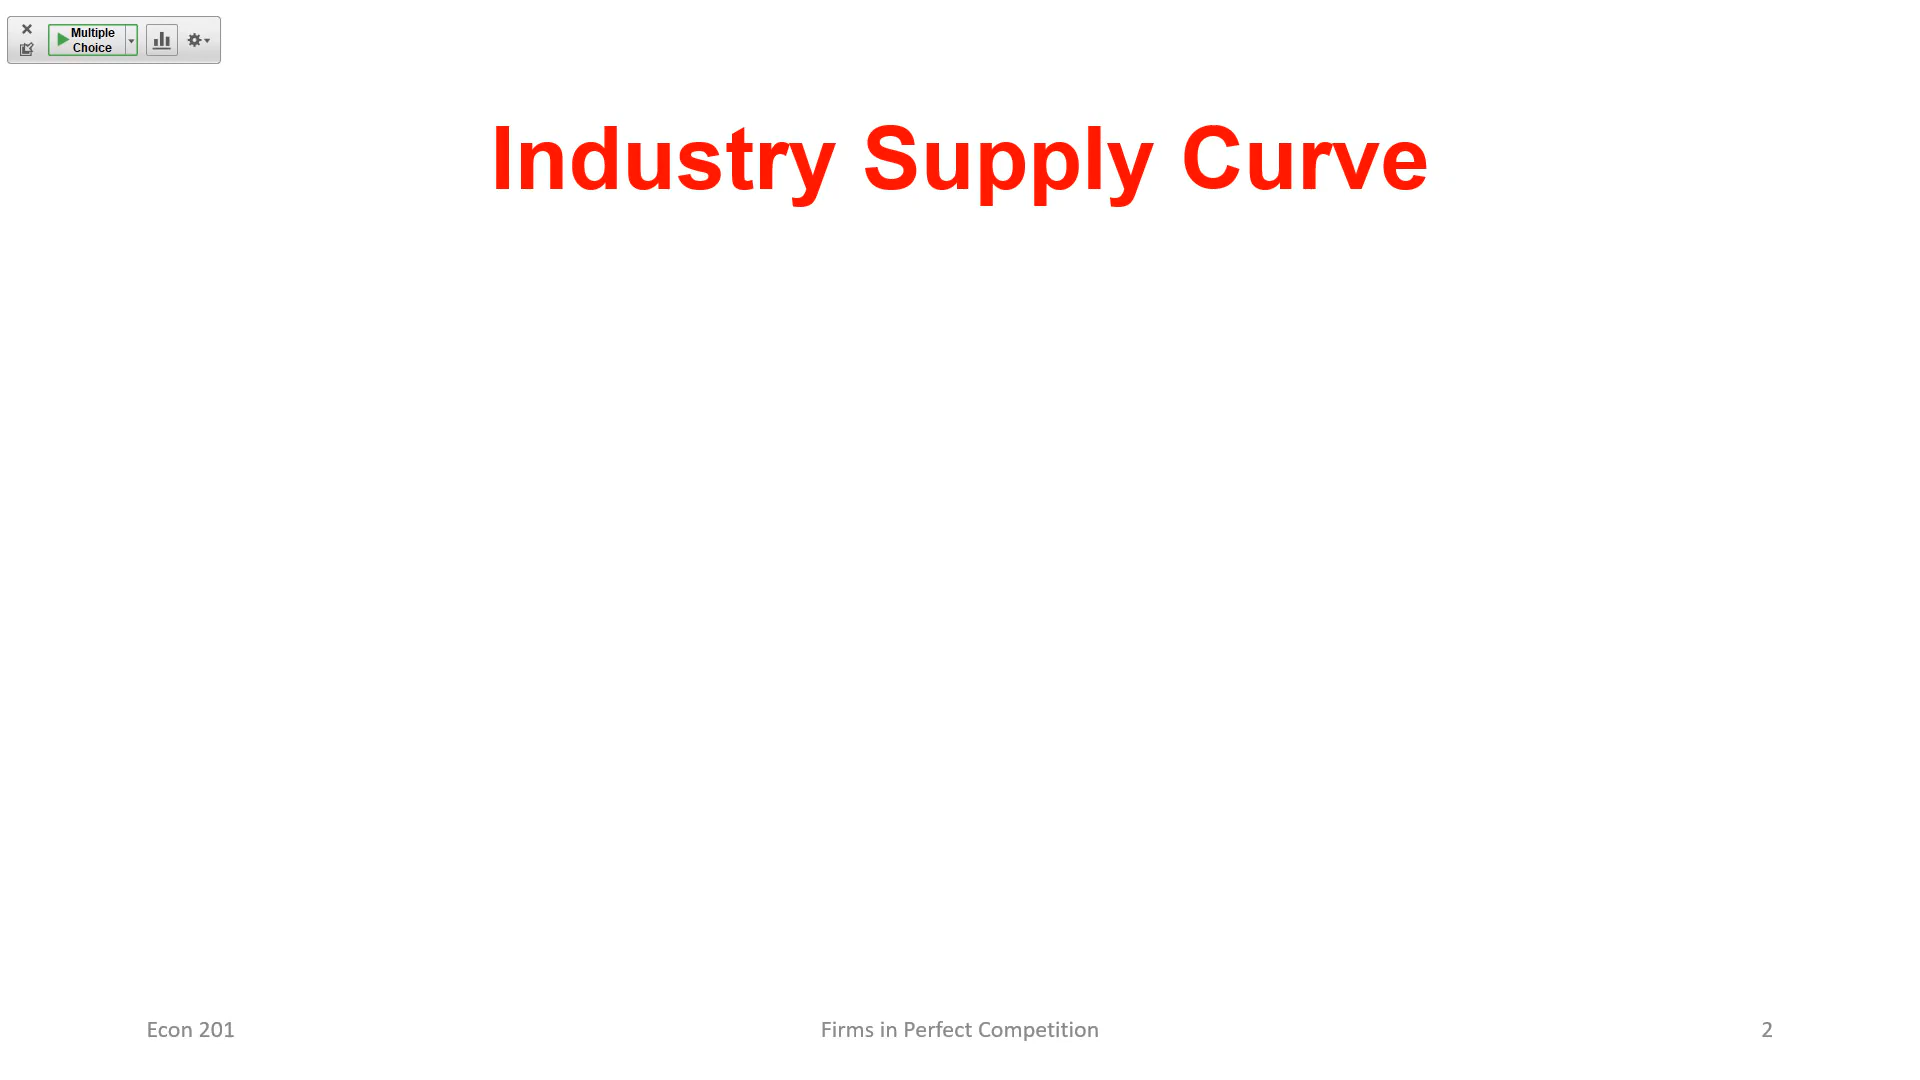 Multiple
Choice
Industry Supply Curve
Econ 201
Firms in Perfect Competition
2